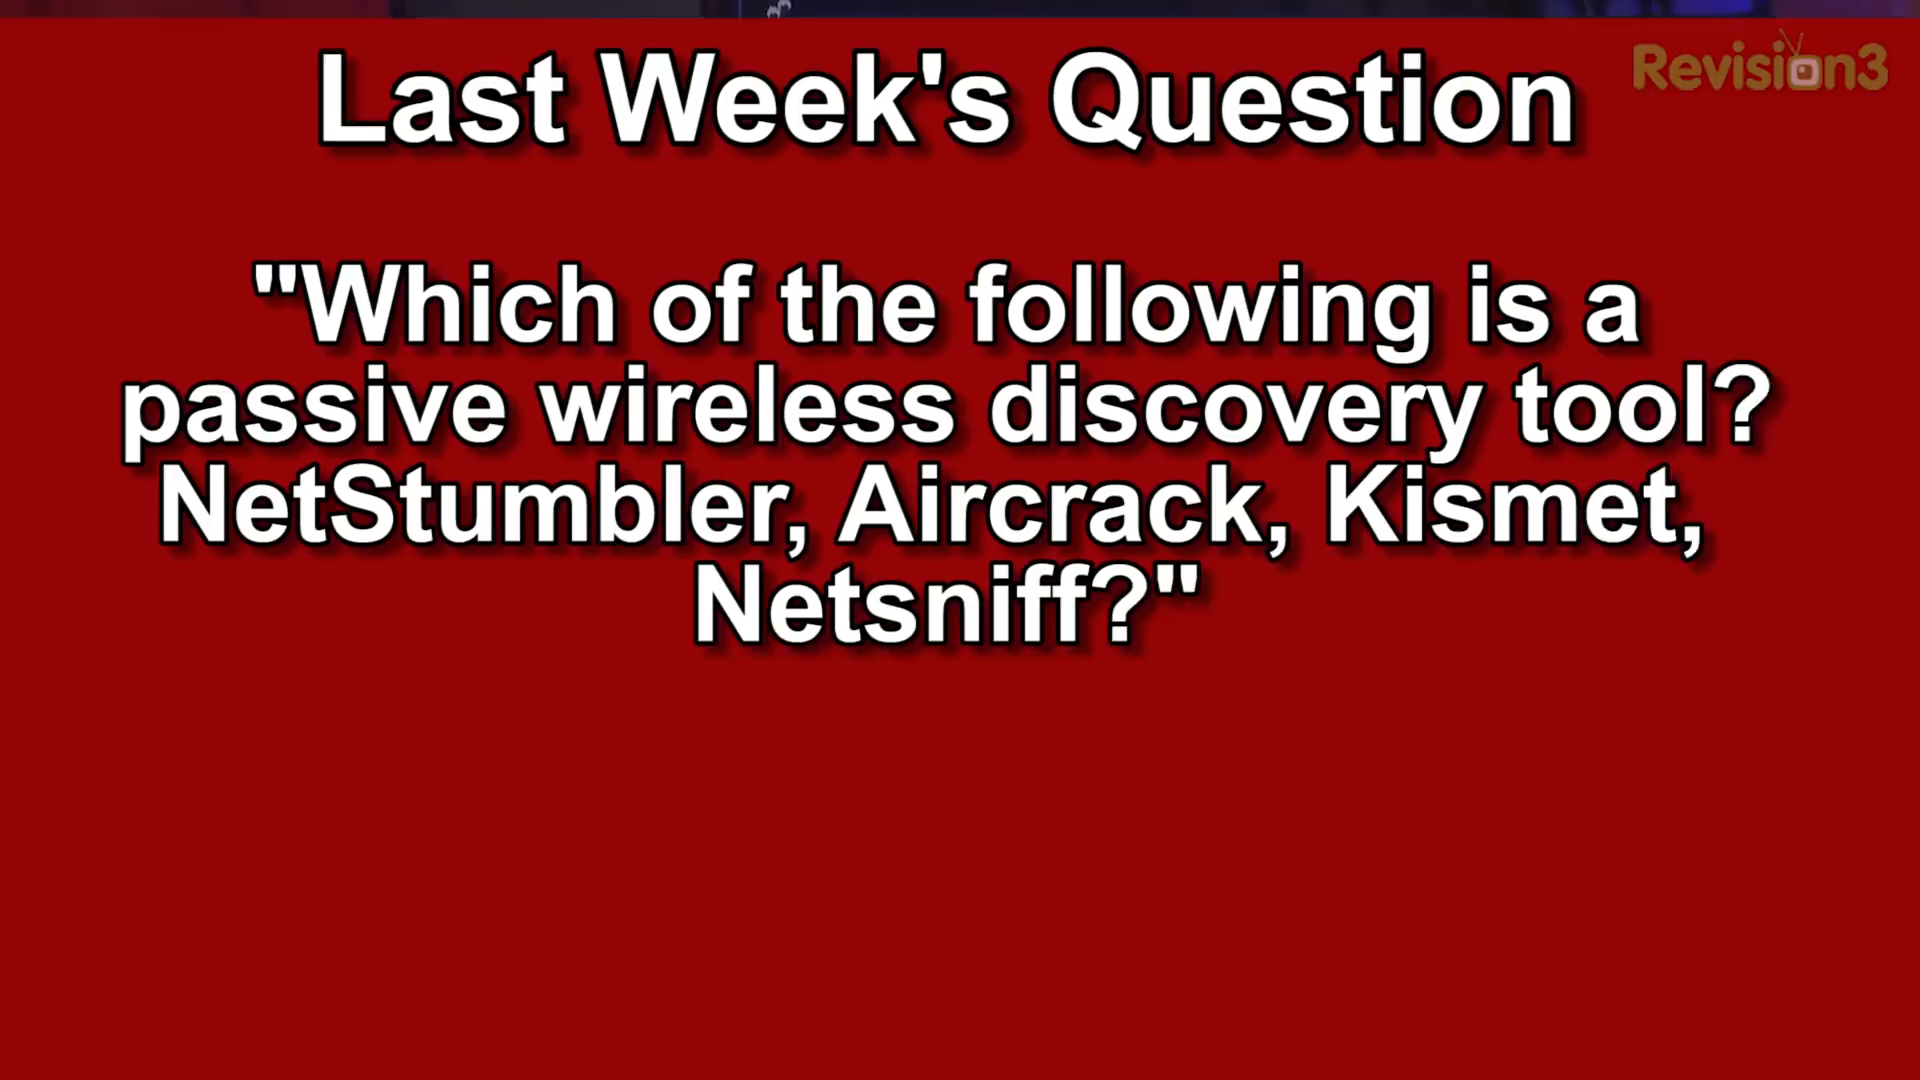 Last Week's Question
Revision3
"Which of the following is a
passive wireless discovery tool?
NetStumbler, Aircrack, Kismet,
Netsniff?"